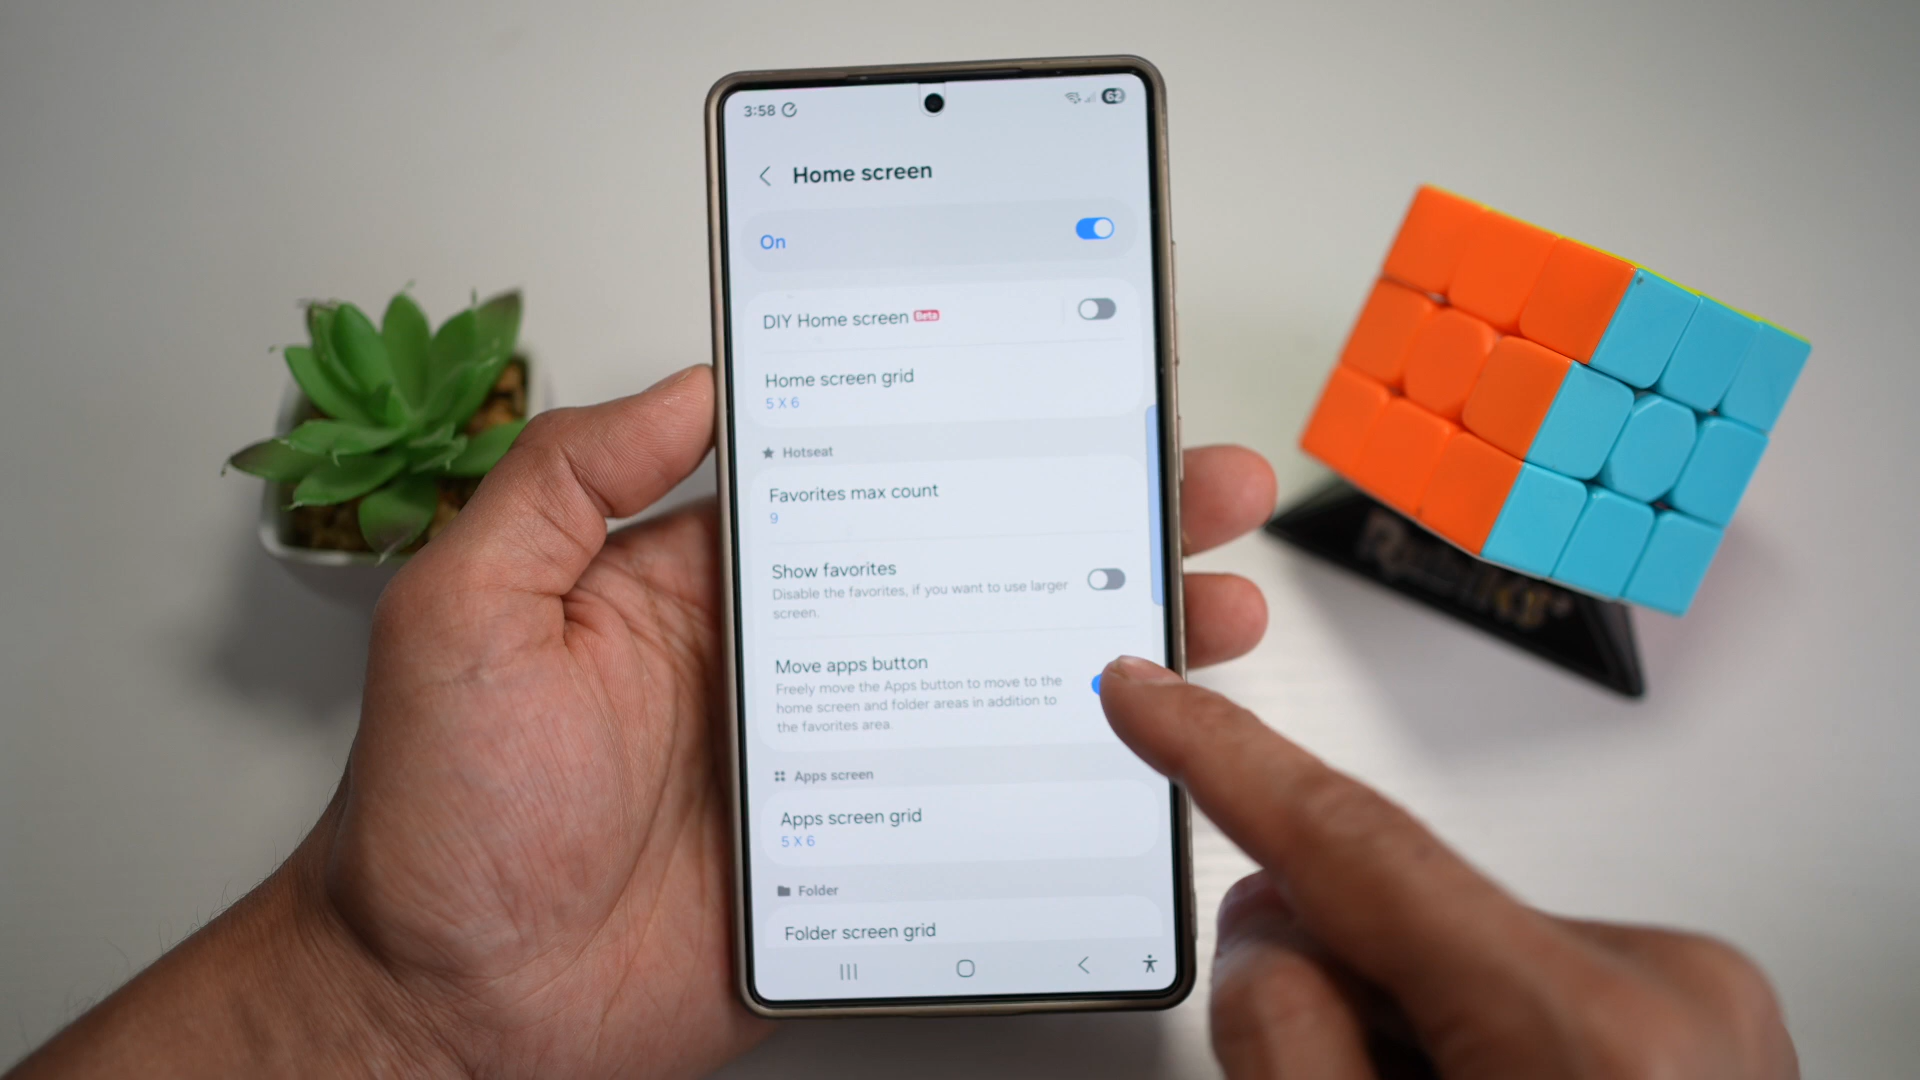 3:58
62
Home screen
On
DIY Home screen Beta
Home screen grid
5 X 6
Hotseat
Favorites max count
9
Show favorites
Disable the favorites, if you want to use larger
screen.
Move apps button
Freely move the Apps button to move to the
home screen and folder areas in addition to
the favorites area.
Apps screen
Apps screen grid
5 X 6
Folder
Folder screen grid